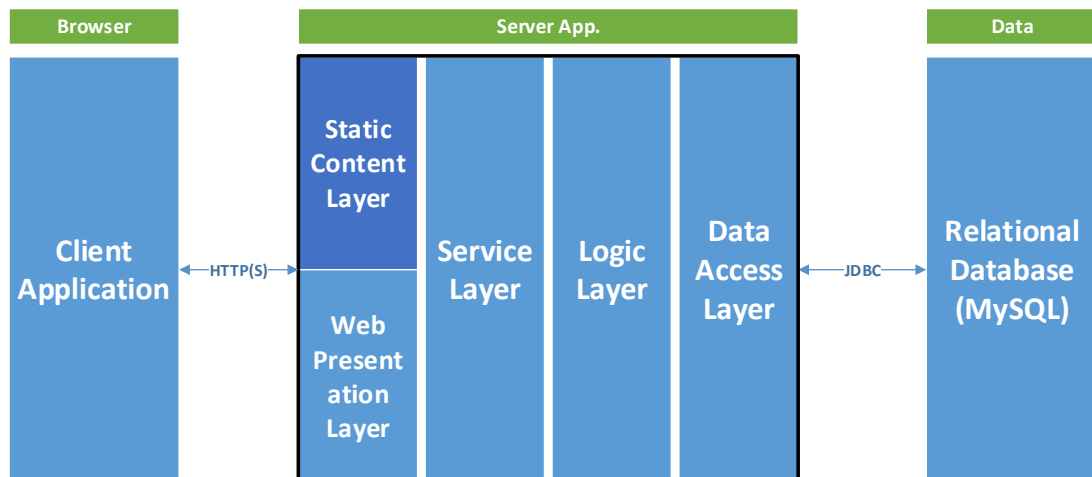 Browser
Server App.
Data
Client
Application
HTTP(S)
Static
Content
Layer
Web
Present
ation
Layer
Service
Layer
Logic
Layer
Data
Access
Layer
JDBC
Relational
Database
(MySQL)